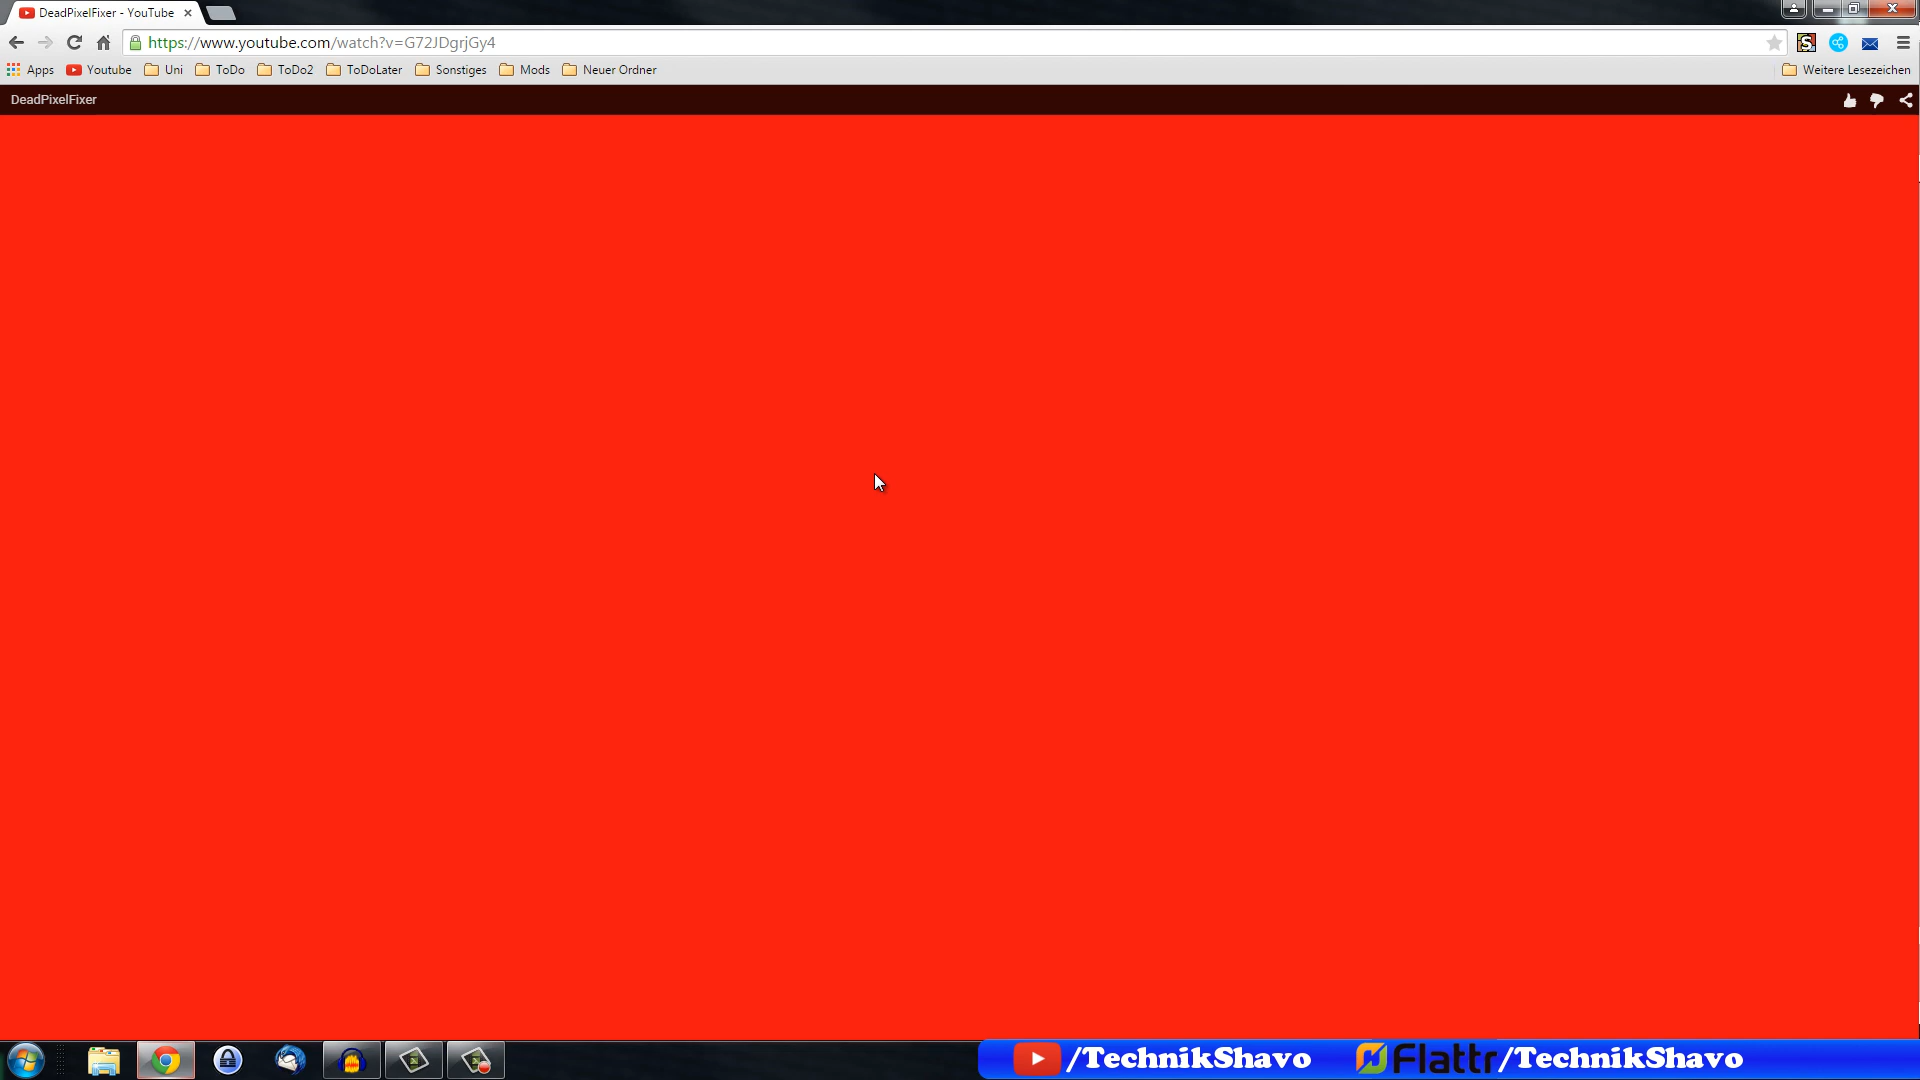 DeadPixelFixer - YouTube
https://www.youtube.com/watch?v=G72JDgrjGy4
Apps Youtube Uni ToDo ToDo2 ToDoLater Sonstiges Mods Neuer Ordner Weitere Lesezeichen
DeadPixelFixer
/TechnikShavo Flattr/TechnikShavo